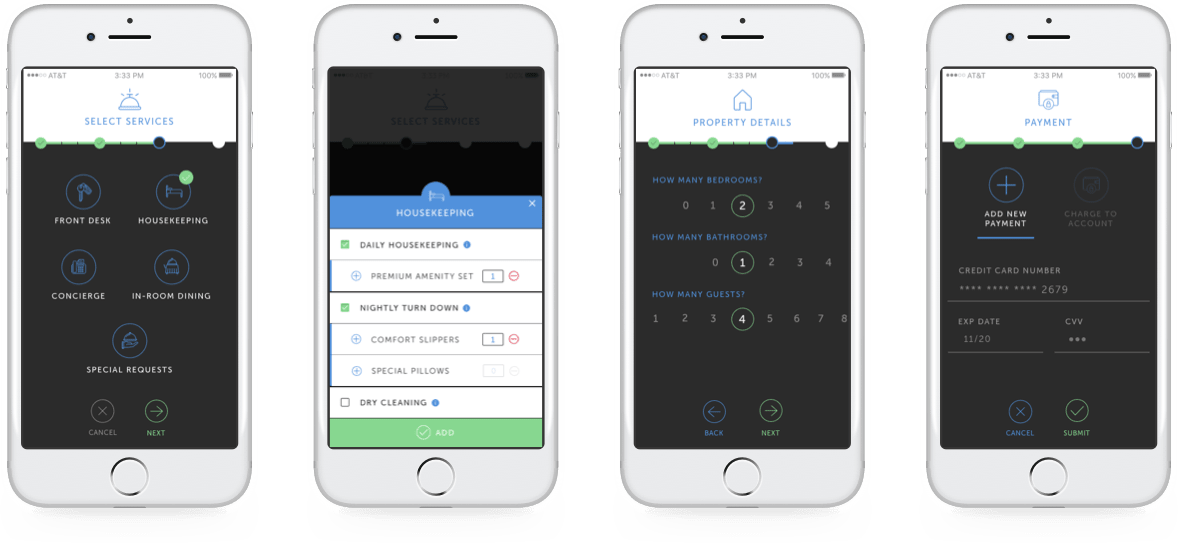 AT&T 3:33 PM 100%
SELECT SERVICES
FRONT DESK HOUSEKEEPING
CONCIERGE IN-ROOM DINING
SPECIAL REQUESTS
CANCEL NEXT
SELECT SERVICES
HOUSEKEEPING
DAILY HOUSEKEEPING
PREMIUM AMENITY SET 1
NIGHTLY TURN DOWN
COMFORT SLIPPERS 1
SPECIAL PILLOWS 0
DRY CLEANING
ADD
AT&T 3:33 PM 100%
PROPERTY DETAILS
HOW MANY BEDROOMS?
0 1 2 3 4 5
HOW MANY BATHROOMS?
0 1 2 3 4
HOW MANY GUESTS?
1 2 3 4 5 6 7 8
BACK NEXT
AT&T 3:33 PM 100%
PAYMENT
ADD NEW
PAYMENT
CHARGE TO
ACCOUNT
CREDIT CARD NUMBER
**** **** **** 2679
EXP DATE CVV
11/20 •••
CANCEL SUBMIT